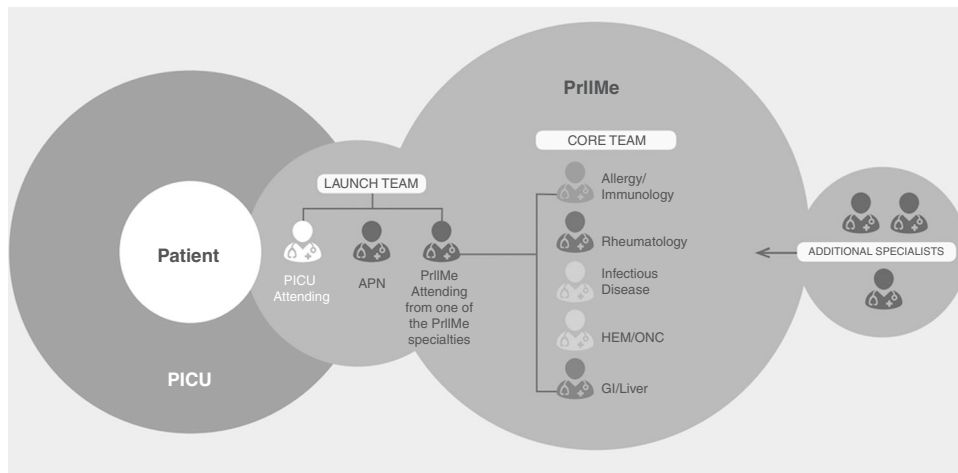 PrIIMe
CORE TEAM
LAUNCH TEAM
Allergy/
Immunology
Patient
Rheumatology
ADDITIONAL SPECIALISTS
PICU
Attending
APN
PrIIMe
Attending
from one of
the PrIIMe
specialties
Infectious
Disease
HEM/ONC
PICU
GI/Liver